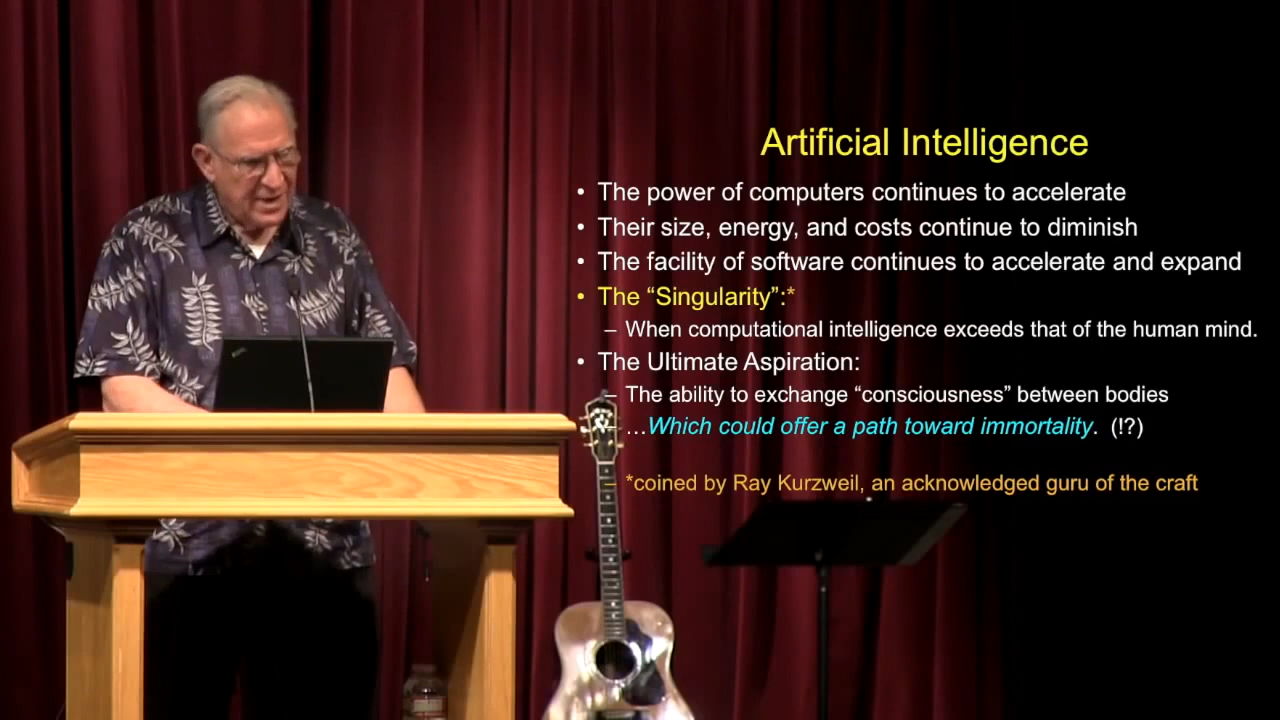 Artificial Intelligence
• The power of computers continues to accelerate
• Their size, energy, and costs continue to diminish
• The facility of software continues to accelerate and expand
• The “Singularity”:*
– When computational intelligence exceeds that of the human mind.
• The Ultimate Aspiration:
– The ability to exchange “consciousness” between bodies
– …Which could offer a path toward immortality. (!?)
– *coined by Ray Kurzweil, an acknowledged guru of the craft